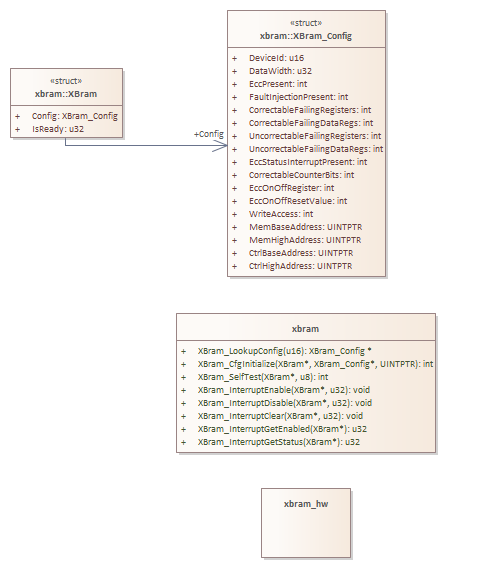 «struct»
xbram::XBram_Config
+ DeviceId: u16
+ DataWidth: u32
+ EccPresent: int
+ FaultInjectionPresent: int
+ CorrectableFailingRegisters: int
+ CorrectableFailingDataRegs: int
+ UncorrectableFailingRegisters: int
+ UncorrectableFailingDataRegs: int
+ EccStatusInterruptPresent: int
+ CorrectableCounterBits: int
+ EccOnOffRegister: int
+ EccOnOffResetValue: int
+ WriteAccess: int
+ MemBaseAddress: UINTPTR
+ MemHighAddress: UINTPTR
+ CtrlBaseAddress: UINTPTR
+ CtrlHighAddress: UINTPTR
«struct»
xbram::XBram
+ Config: XBram_Config
+ IsReady: u32
+Config
xbram
+ XBram_LookupConfig(u16): XBram_Config *
+ XBram_CfgInitialize(XBram*, XBram_Config*, UINTPTR): int
+ XBram_SelfTest(XBram*, u8): int
+ XBram_InterruptEnable(XBram*, u32): void
+ XBram_InterruptDisable(XBram*, u32): void
+ XBram_InterruptClear(XBram*, u32): void
+ XBram_InterruptGetEnabled(XBram*): u32
+ XBram_InterruptGetStatus(XBram*): u32
xbram_hw